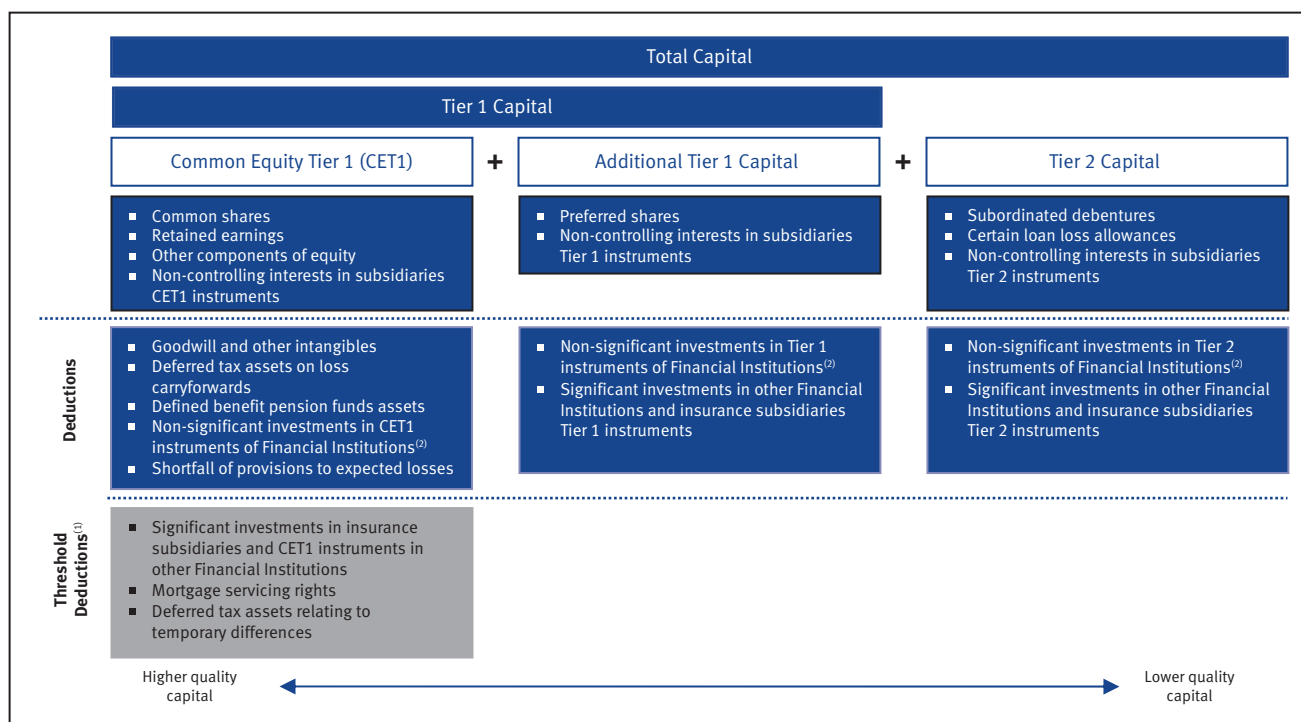 Total Capital
Tier 1 Capital
Common Equity Tier 1 (CET1)
+
Additional Tier 1 Capital
+
Tier 2 Capital
▪ Common shares
▪ Retained earnings
▪ Other components of equity
▪ Non-controlling interests in subsidiaries
CET1 instruments
▪ Preferred shares
▪ Non-controlling interests in subsidiaries
Tier 1 instruments
▪ Subordinated debentures
▪ Certain loan loss allowances
▪ Non-controlling interests in subsidiaries
Tier 2 instruments
Deductions
▪ Goodwill and other intangibles
▪ Deferred tax assets on loss
carryforwards
▪ Defined benefit pension funds assets
▪ Non-significant investments in CET1
instruments of Financial Institutions(2)
▪ Shortfall of provisions to expected losses
▪ Non-significant investments in Tier 1
instruments of Financial Institutions(2)
▪ Significant investments in other Financial
Institutions and insurance subsidiaries
Tier 1 instruments
▪ Non-significant investments in Tier 2
instruments of Financial Institutions(2)
▪ Significant investments in other Financial
Institutions and insurance subsidiaries
Tier 2 instruments
Threshold
Deductions(1)
▪ Significant investments in insurance
subsidiaries and CET1 instruments in
other Financial Institutions
▪ Mortgage servicing rights
▪ Deferred tax assets relating to
temporary differences
Higher quality
capital
Lower quality
capital